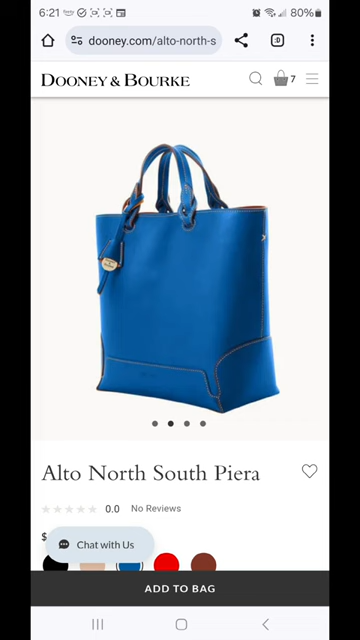 6:21
80%
dooney.com/alto-north-s
:D
DOONEY & BOURKE
7
Alto North South Piera
0.0 No Reviews
$
Chat with Us
ADD TO BAG